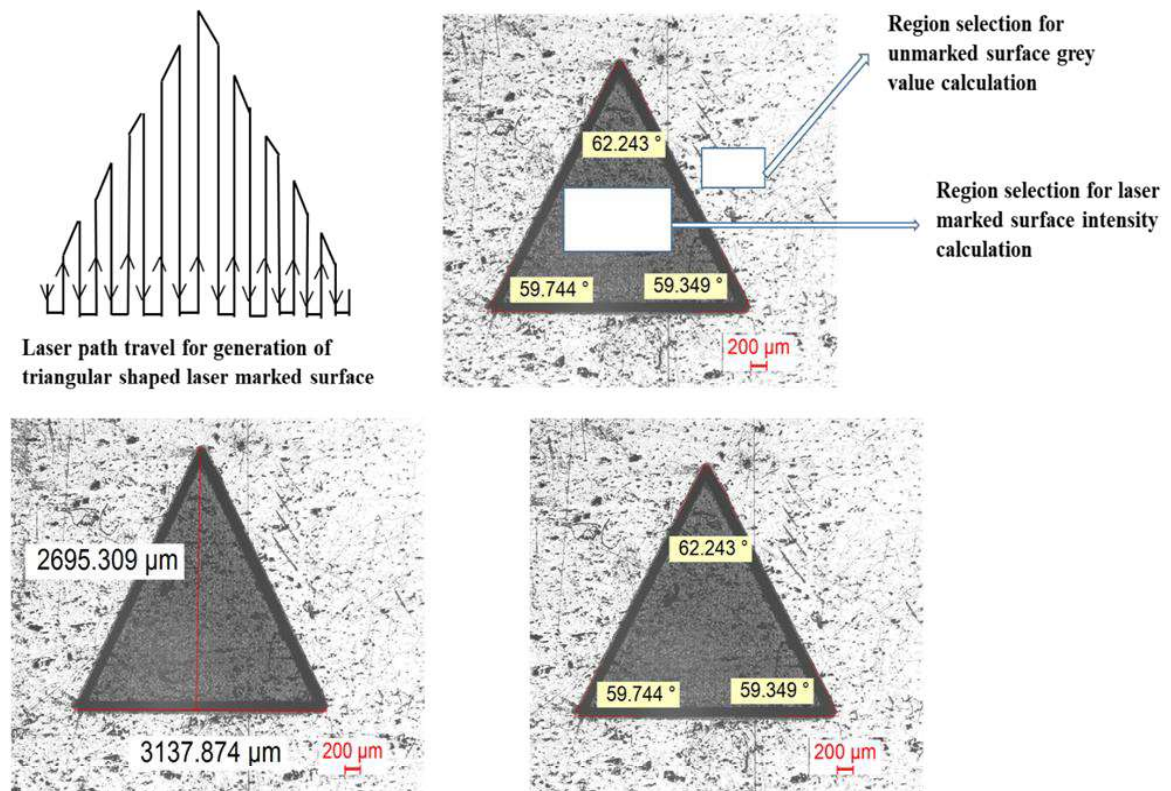 Laser path travel for generation of
triangular shaped laser marked surface
62.243 °
59.744 °
59.349 °
200 µm
Region selection for
unmarked surface grey
value calculation
Region selection for laser
marked surface intensity
calculation
2695.309 µm
3137.874 µm
200 µm
62.243 °
59.744 °
59.349 °
200 µm